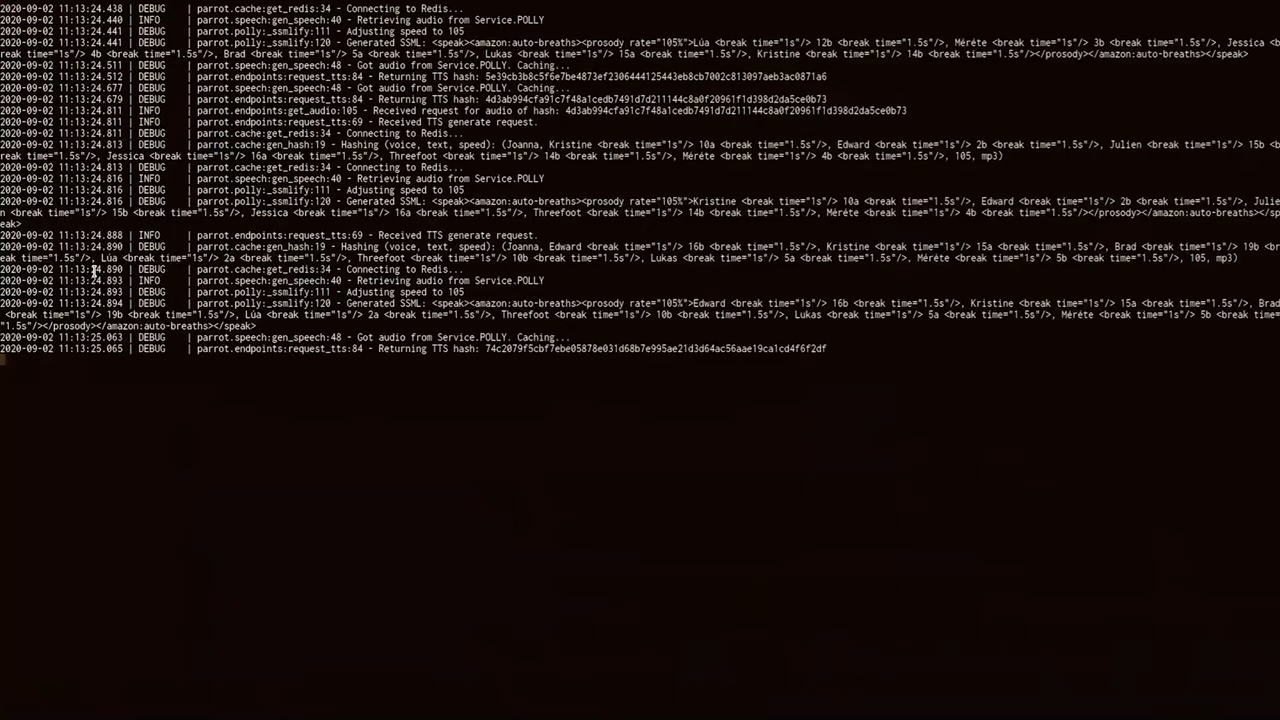 2020-09-02 11:13:24.438 | DEBUG    | parrot.cache:get_redis:34 - Connecting to Redis...
2020-09-02 11:13:24.440 | INFO     | parrot.speech:gen_speech:40 - Retrieving audio from Service.POLLY
2020-09-02 11:13:24.441 | DEBUG    | parrot.polly:_ssmlify:111 - Adjusting speed to 105
2020-09-02 11:13:24.441 | DEBUG    | parrot.polly:_ssmlify:120 - Generated SSML: <speak><amazon:auto-breaths><prosody rate="105%">Lúa <break time="1s"/> 12b <break time="1.5s"/>, Méréte <break time="1s"/> 3b <break time="1.5s"/>, Jessica <b
reak time="1s"/> 4b <break time="1.5s"/>, Brad <break time="1s"/> 5a <break time="1.5s"/>, Lukas <break time="1s"/> 15a <break time="1.5s"/>, Kristine <break time="1s"/> 14b <break time="1.5s"/></prosody></amazon:auto-breaths></speak>
2020-09-02 11:13:24.511 | DEBUG    | parrot.speech:gen_speech:48 - Got audio from Service.POLLY. Caching...
2020-09-02 11:13:24.512 | DEBUG    | parrot.endpoints:request_tts:84 - Returning TTS hash: 5e39cb3b8c5f6e7be4873ef2306444125443eb8cb7002c813097aeb3ac0871a6
2020-09-02 11:13:24.677 | DEBUG    | parrot.speech:gen_speech:48 - Got audio from Service.POLLY. Caching...
2020-09-02 11:13:24.679 | DEBUG    | parrot.endpoints:request_tts:84 - Returning TTS hash: 4d3ab994cfa91c7f48a1cedb7491d7d211144c8a0f20961f1d398d2da5ce0b73
2020-09-02 11:13:24.811 | DEBUG    | parrot.endpoints:get_audio:105 - Received request for audio of hash: 4d3ab994cfa91c7f48a1cedb7491d7d211144c8a0f20961f1d398d2da5ce0b73
2020-09-02 11:13:24.811 | INFO     | parrot.endpoints:request_tts:69 - Received TTS generate request.
2020-09-02 11:13:24.811 | DEBUG    | parrot.cache:get_redis:34 - Connecting to Redis...
2020-09-02 11:13:24.813 | DEBUG    | parrot.cache:gen_hash:19 - Hashing (voice, text, speed): (Joanna, Kristine <break time="1s"/> 10a <break time="1.5s"/>, Edward <break time="1s"/> 2b <break time="1.5s"/>, Julien <break time="1s"/> 15b <b
reak time="1.5s"/>, Jessica <break time="1s"/> 16a <break time="1.5s"/>, Threefoot <break time="1s"/> 14b <break time="1.5s"/>, Méréte <break time="1s"/> 4b <break time="1.5s"/>, 105, mp3)
2020-09-02 11:13:24.813 | DEBUG    | parrot.cache:get_redis:34 - Connecting to Redis...
2020-09-02 11:13:24.816 | INFO     | parrot.speech:gen_speech:40 - Retrieving audio from Service.POLLY
2020-09-02 11:13:24.816 | DEBUG    | parrot.polly:_ssmlify:111 - Adjusting speed to 105
2020-09-02 11:13:24.816 | DEBUG    | parrot.polly:_ssmlify:120 - Generated SSML: <speak><amazon:auto-breaths><prosody rate="105%">Kristine <break time="1s"/> 10a <break time="1.5s"/>, Edward <break time="1s"/> 2b <break time="1.5s"/>, Julie
n <break time="1s"/> 15b <break time="1.5s"/>, Jessica <break time="1s"/> 16a <break time="1.5s"/>, Threefoot <break time="1s"/> 14b <break time="1.5s"/>, Méréte <break time="1s"/> 4b <break time="1.5s"/></prosody></amazon:auto-breaths></sp
eak>
2020-09-02 11:13:24.888 | INFO     | parrot.endpoints:request_tts:69 - Received TTS generate request.
2020-09-02 11:13:24.890 | DEBUG    | parrot.cache:gen_hash:19 - Hashing (voice, text, speed): (Joanna, Edward <break time="1s"/> 16b <break time="1.5s"/>, Kristine <break time="1s"/> 15a <break time="1.5s"/>, Brad <break time="1s"/> 19b <br
eak time="1.5s"/>, Lúa <break time="1s"/> 2a <break time="1.5s"/>, Threefoot <break time="1s"/> 10b <break time="1.5s"/>, Lukas <break time="1s"/> 5a <break time="1.5s"/>, Méréte <break time="1s"/> 5b <break time="1.5s"/>, 105, mp3)
2020-09-02 11:13:24.890 | DEBUG    | parrot.cache:get_redis:34 - Connecting to Redis...
2020-09-02 11:13:24.893 | INFO     | parrot.speech:gen_speech:40 - Retrieving audio from Service.POLLY
2020-09-02 11:13:24.893 | DEBUG    | parrot.polly:_ssmlify:111 - Adjusting speed to 105
2020-09-02 11:13:24.894 | DEBUG    | parrot.polly:_ssmlify:120 - Generated SSML: <speak><amazon:auto-breaths><prosody rate="105%">Edward <break time="1s"/> 16b <break time="1.5s"/>, Kristine <break time="1s"/> 15a <break time="1.5s"/>, Brad
 <break time="1s"/> 19b <break time="1.5s"/>, Lúa <break time="1s"/> 2a <break time="1.5s"/>, Threefoot <break time="1s"/> 10b <break time="1.5s"/>, Lukas <break time="1s"/> 5a <break time="1.5s"/>, Méréte <break time="1s"/> 5b <break time=
"1.5s"/></prosody></amazon:auto-breaths></speak>
2020-09-02 11:13:25.063 | DEBUG    | parrot.speech:gen_speech:48 - Got audio from Service.POLLY. Caching...
2020-09-02 11:13:25.065 | DEBUG    | parrot.endpoints:request_tts:84 - Returning TTS hash: 74c2079f5cbf7ebe05878e031d68b7e995ae21d3d64ac56aae19ca1cd4f6f2df